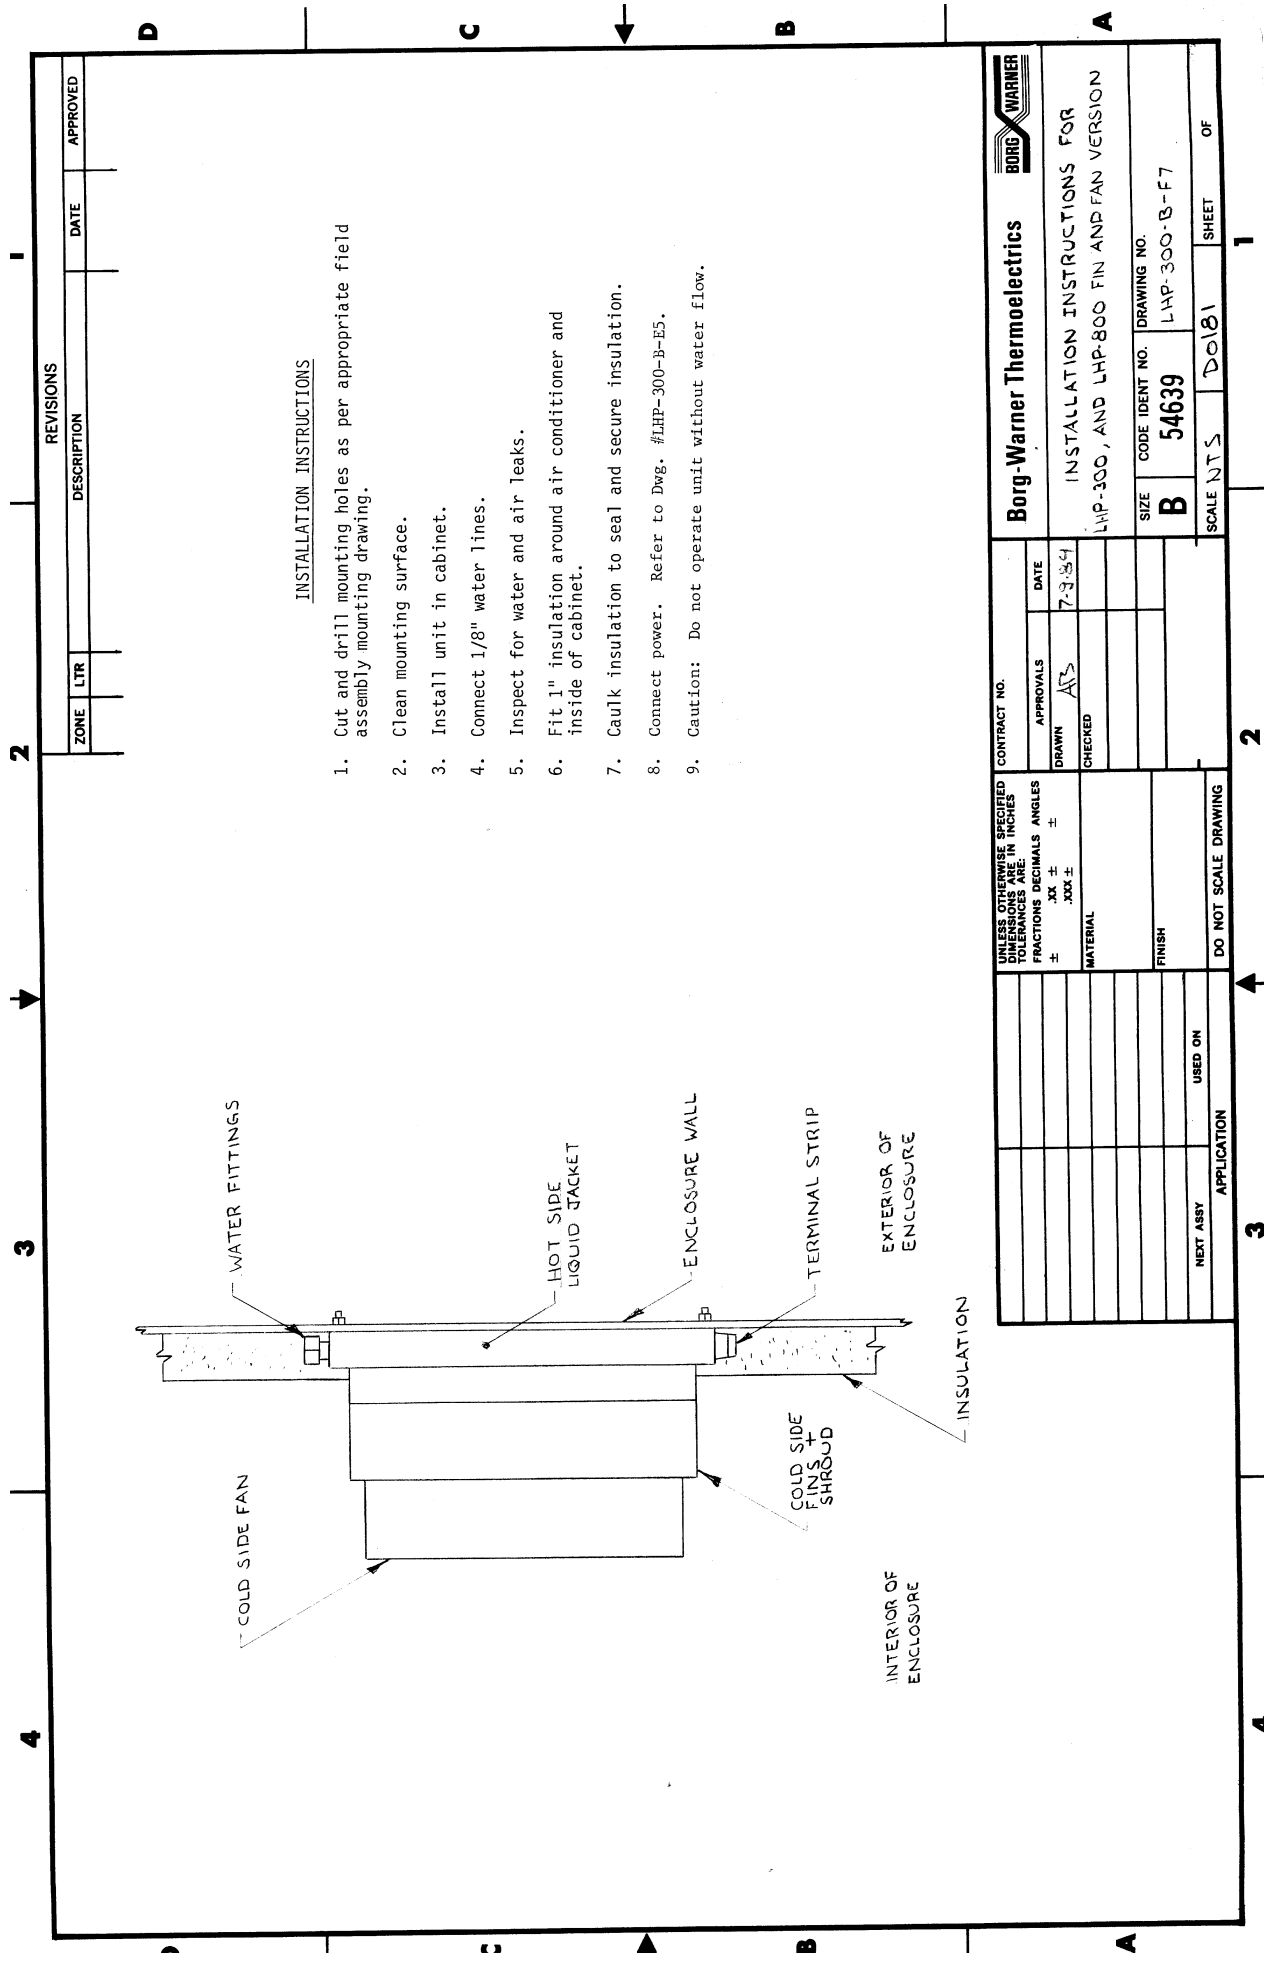 D
C
B
A
1
2
3
4
REVISIONS
ZONE
LTR
DESCRIPTION
DATE
APPROVED
INSTALLATION INSTRUCTIONS
1. Cut and drill mounting holes as per appropriate field
assembly mounting drawing.
2. Clean mounting surface.
3. Install unit in cabinet.
4. Connect 1/8" water lines.
5. Inspect for water and air leaks.
6. Fit 1" insulation around air conditioner and
inside of cabinet.
7. Caulk insulation to seal and secure insulation.
8. Connect power. Refer to Dwg. #LHP-300-B-E5.
9. Caution: Do not operate unit without water flow.
COLD SIDE FAN
WATER FITTINGS
HOT SIDE
LIQUID JACKET
ENCLOSURE WALL
TERMINAL STRIP
COLD SIDE
FINS +
SHROUD
INTERIOR OF
ENCLOSURE
EXTERIOR OF
ENCLOSURE
INSULATION
NEXT ASSY
USED ON
APPLICATION
UNLESS OTHERWISE SPECIFIED
DIMENSIONS ARE IN INCHES
TOLERANCES ARE:
FRACTIONS DECIMALS ANGLES
± .XX ± ±
.XXX ±
MATERIAL
FINISH
DO NOT SCALE DRAWING
CONTRACT NO.
APPROVALS
DATE
DRAWN
7-9-84
CHECKED
Borg-Warner Thermoelectrics
BORG WARNER
INSTALLATION INSTRUCTIONS FOR
LHP-300, AND LHP-800 FIN AND FAN VERSION
SIZE
B
CODE IDENT NO.
54639
DRAWING NO.
LHP-300-B-F7
SCALE NTS
D0181
SHEET
OF
4
3
2
1
C
B
A